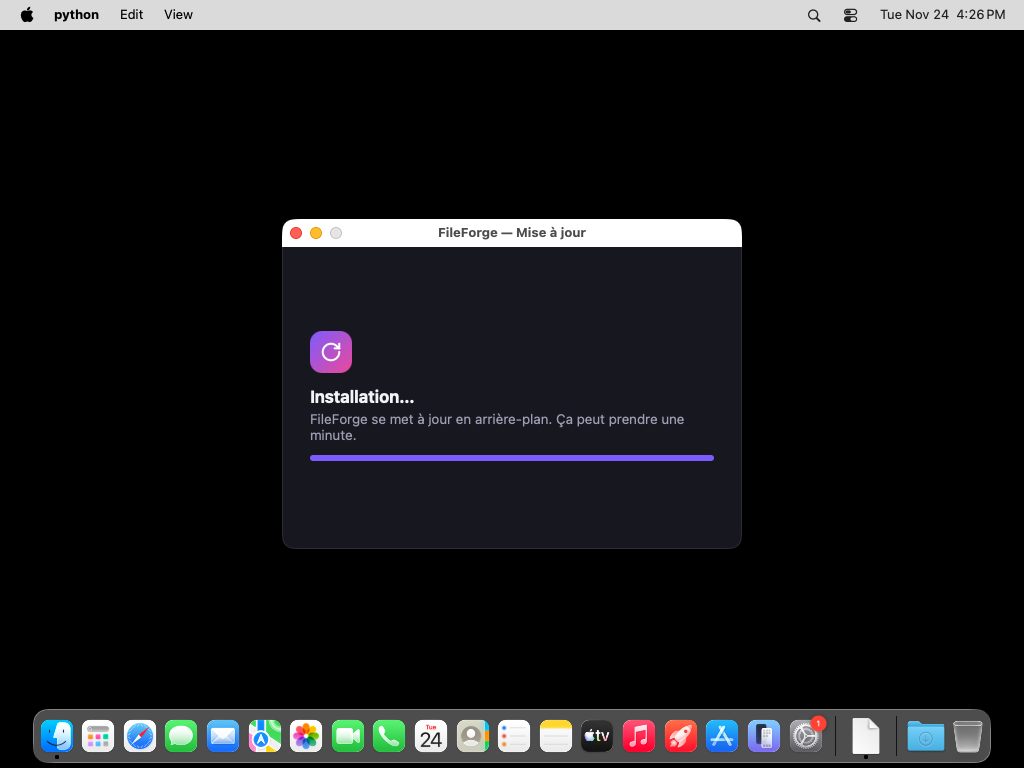 python Edit View Tue Nov 24 4:26 PM
FileForge — Mise à jour
Installation...
FileForge se met à jour en arrière-plan. Ça peut prendre une
minute.
Tue
24
tv
1